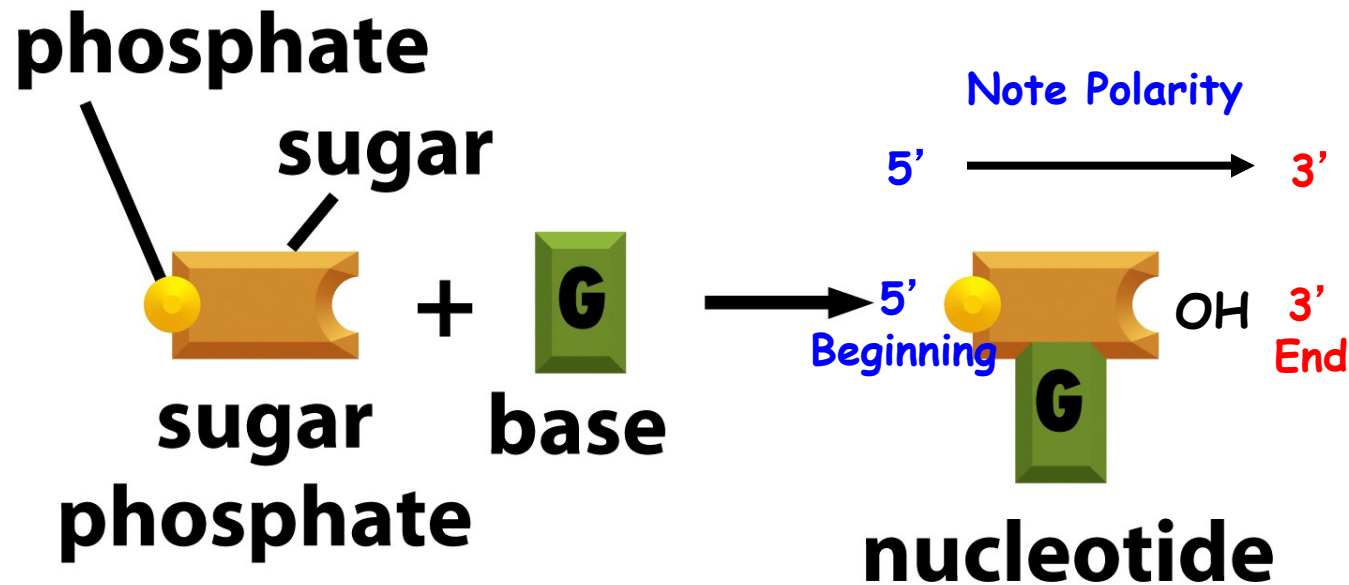 phosphate
sugar
sugar
phosphate
+
G
base
Note Polarity
5’ 3’
5’
Beginning
OH
3’
End
G
nucleotide